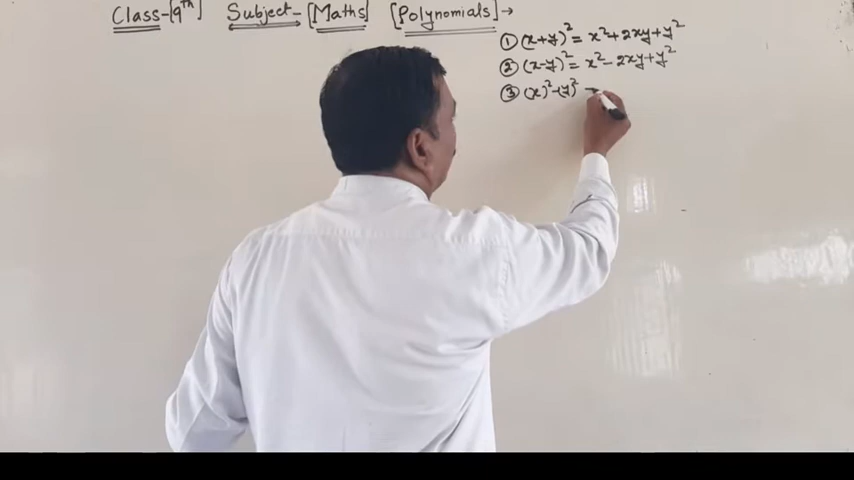 Class-[9th] Subject-[Maths] [Polynomials]→
① (x+y)² = x²+2xy+y²
② (x-y)² = x²-2xy+y²
③ (x)²-(y)² =